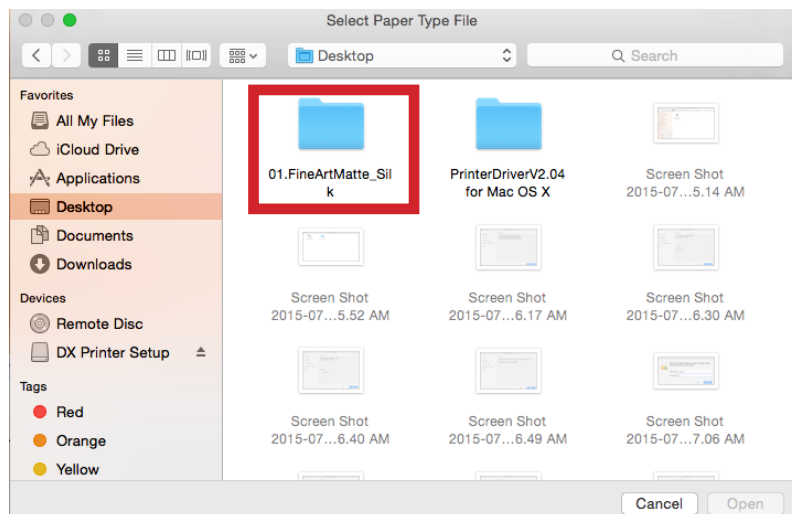 Select Paper Type File
Desktop
Search
Favorites
All My Files
iCloud Drive
Applications
Desktop
Documents
Downloads
Devices
Remote Disc
DX Printer Setup
Tags
Red
Orange
Yellow
01.FineArtMatte_Sil
k
PrinterDriverV2.04
for Mac OS X
Screen Shot
2015-07...5.14 AM
Screen Shot
2015-07...5.52 AM
Screen Shot
2015-07...6.17 AM
Screen Shot
2015-07...6.30 AM
Screen Shot
2015-07...6.40 AM
Screen Shot
2015-07...6.49 AM
Screen Shot
2015-07...7.06 AM
Cancel
Open